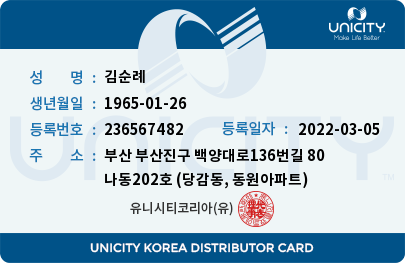 UNICITY
Make Life Better
성 명 : 김순례
생년월일 : 1965-01-26
등록번호 : 236567482 등록일자 : 2022-03-05
주 소 : 부산 부산진구 백양대로136번길 80
나동202호 (당감동, 동원아파트)
유니시티코리아(유)
UNICITY
UNICITY KOREA DISTRIBUTOR CARD